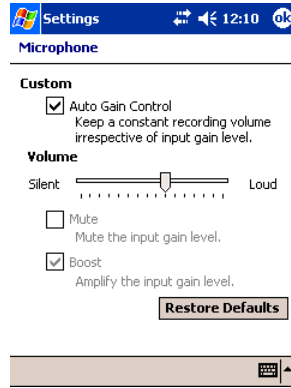 Settings 12:10 ok
Microphone
Custom
Auto Gain Control
Keep a constant recording volume
irrespective of input gain level.
Volume
Silent Loud
Mute
Mute the input gain level.
Boost
Amplify the input gain level.
Restore Defaults